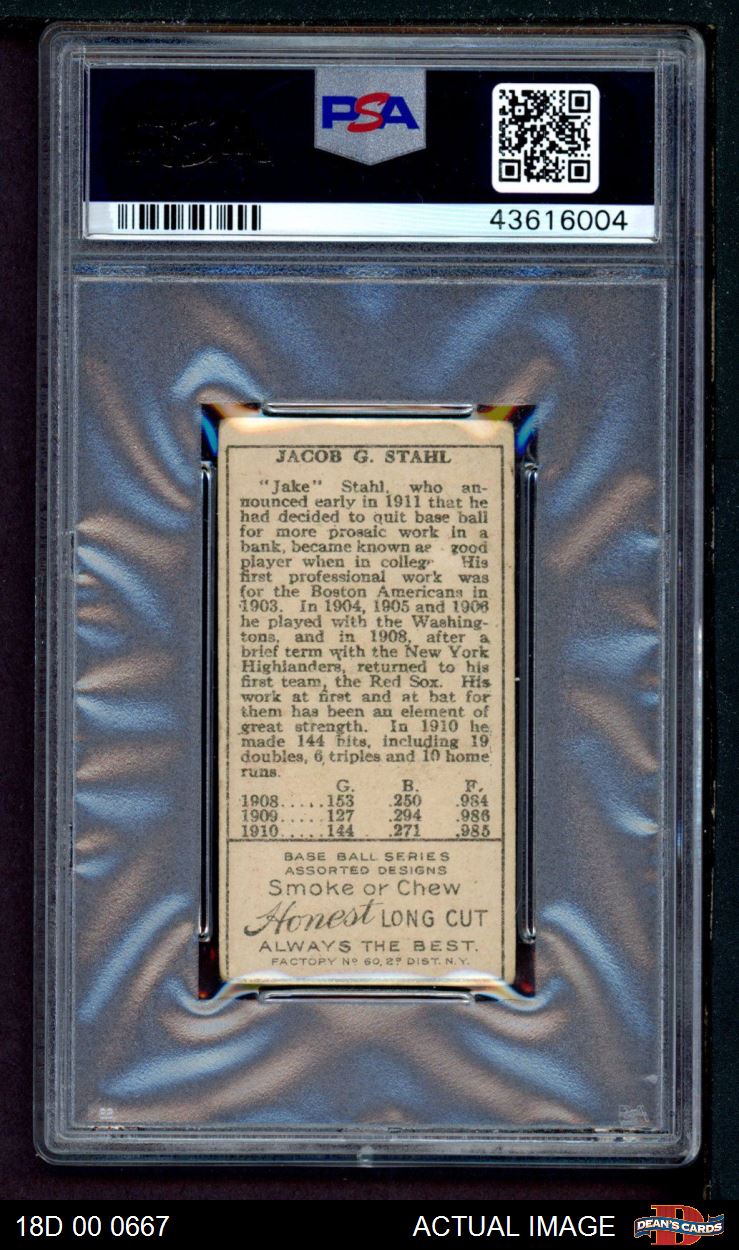 PSA
43616004
JACOB G. STAHL
"Jake" Stahl, who an-
nounced early in 1911 that he
had decided to quit base ball
for more prosaic work in a
bank, became known as good
player when in college His
first professional work was
for the Boston Americans in
1903. In 1904, 1905 and 1906
he played with the Washing-
tons, and in 1908, after a
brief term with the New York
Highlanders, returned to his
first team, the Red Sox. His
work at first and at bat for
them has been an element of
great strength. In 1910 he
made 144 hits, including 19
doubles, 6 triples and 10 home
runs.
G. B. F.
1908.....153 .250 .984
1909.....127 .294 .986
1910.....144 .271 .985
BASE BALL SERIES
ASSORTED DESIGNS
Smoke or Chew
Honest LONG CUT
ALWAYS THE BEST.
FACTORY Nº 60, 2º DIST. N.Y.
18D 00 0667 ACTUAL IMAGE DEAN'S CARDS